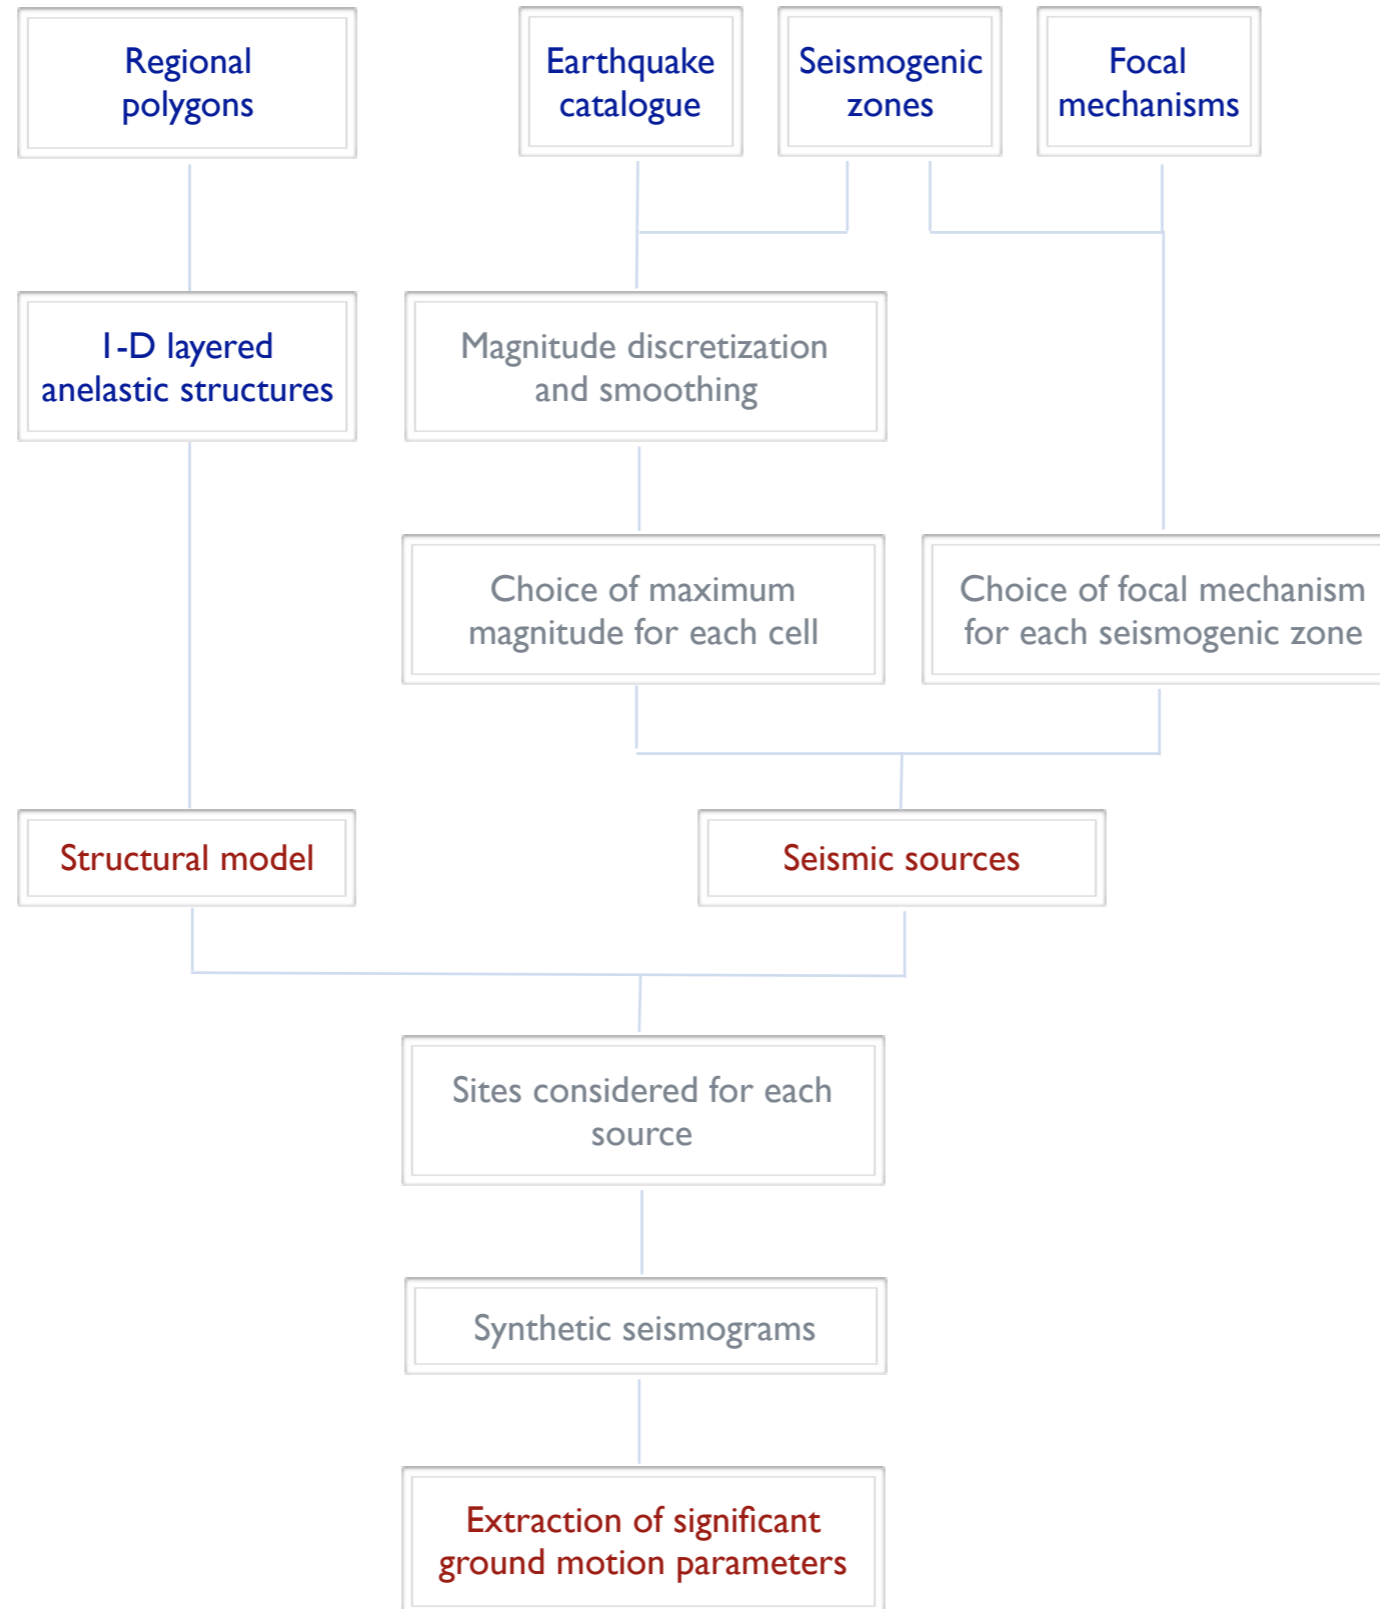 Regional
polygons
Earthquake
catalogue
Seismogenic
zones
Focal
mechanisms
1-D layered
anelastic structures
Magnitude discretization
and smoothing
Choice of maximum
magnitude for each cell
Choice of focal mechanism
for each seismogenic zone
Structural model
Seismic sources
Sites considered for each
source
Synthetic seismograms
Extraction of significant
ground motion parameters